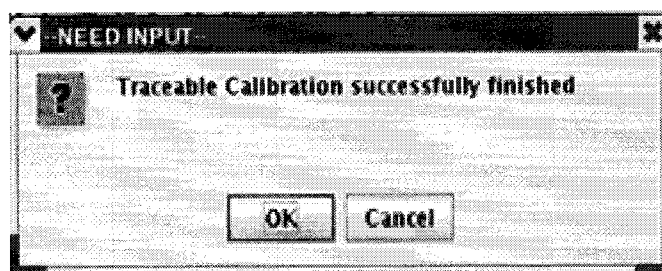 --NEED INPUT--
?
Traceable Calibration successfully finished
OK
Cancel